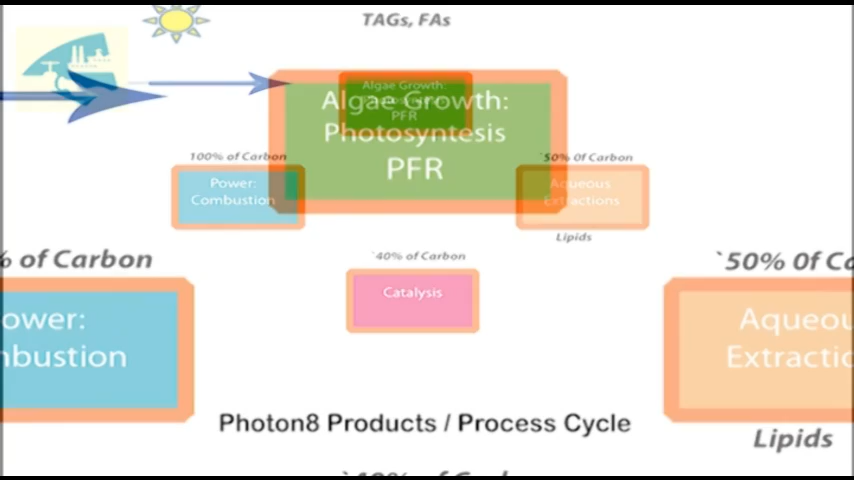 TAGs, FAs
Algae Growth:
PFR
Algae Growth:
Photosyntesis
PFR
100% of Carbon
`50% 0f Carbon
Power:
Combustion
Aqueous
Extractions
Lipids
`40% of Carbon
Catalysis
% of Carbon
`50% 0f Ca
ower:
nbustion
Aqueou
Extractio
Photon8 Products / Process Cycle
Lipids